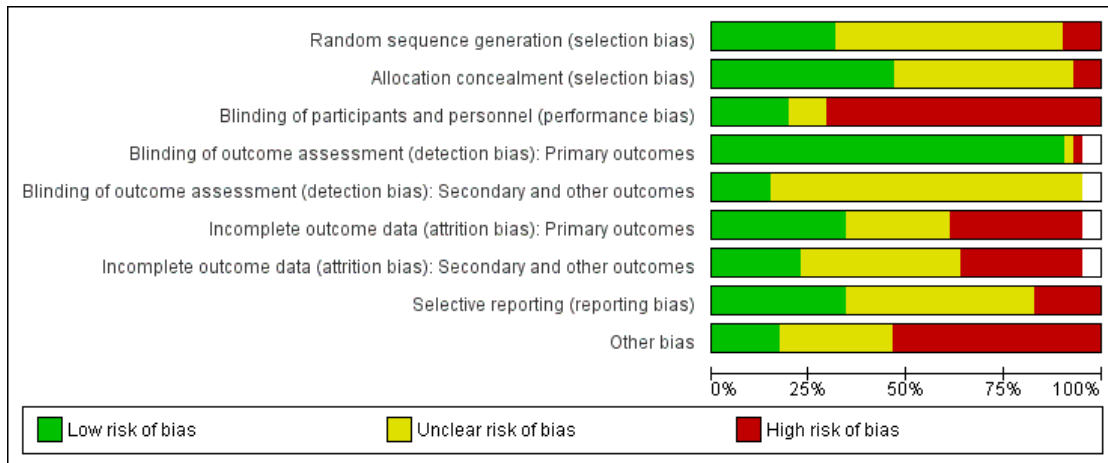 Random sequence generation (selection bias)
Allocation concealment (selection bias)
Blinding of participants and personnel (performance bias)
Blinding of outcome assessment (detection bias): Primary outcomes
Blinding of outcome assessment (detection bias): Secondary and other outcomes
Incomplete outcome data (attrition bias): Primary outcomes
Incomplete outcome data (attrition bias): Secondary and other outcomes
Selective reporting (reporting bias)
Other bias
0% 25% 50% 75% 100%
Low risk of bias Unclear risk of bias High risk of bias